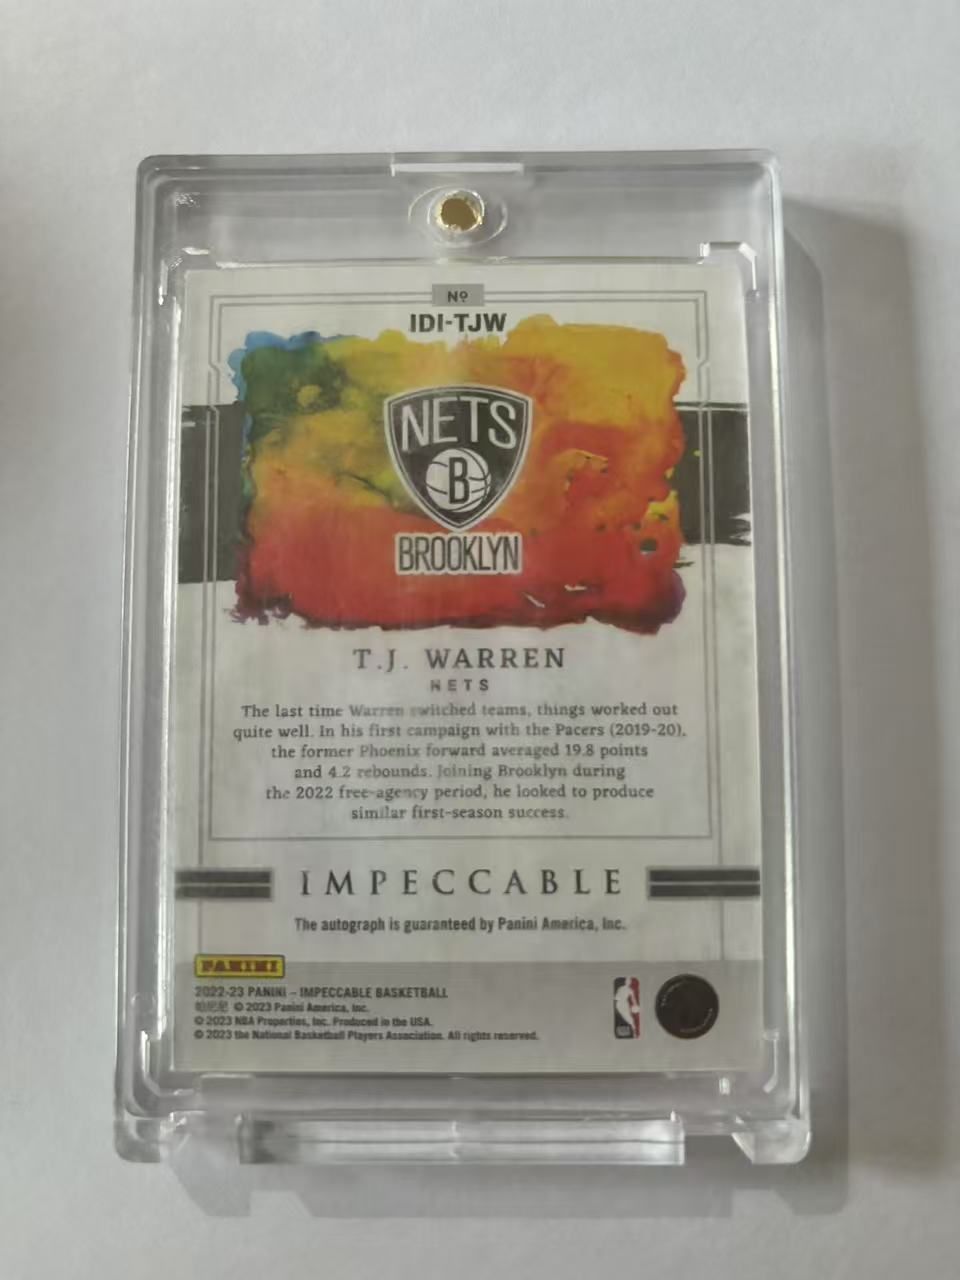 Nº
IDI-TJW
NETS
B
BROOKLYN
T.J. WARREN
NETS
The last time Warren switched teams, things worked out
quite well. In his first campaign with the Pacers (2019-20),
the former Phoenix forward averaged 19.8 points
and 4.2 rebounds. Joining Brooklyn during
the 2022 free-agency period, he looked to produce
similar first-season success.
IMPECCABLE
The autograph is guaranteed by Panini America, Inc.
PANINI
2022-23 PANINI – IMPECCABLE BASKETBALL
帕尼尼 © 2023 Panini America, Inc.
© 2023 NBA Properties, Inc. Produced in the USA.
© 2023 the National Basketball Players Association. All rights reserved.